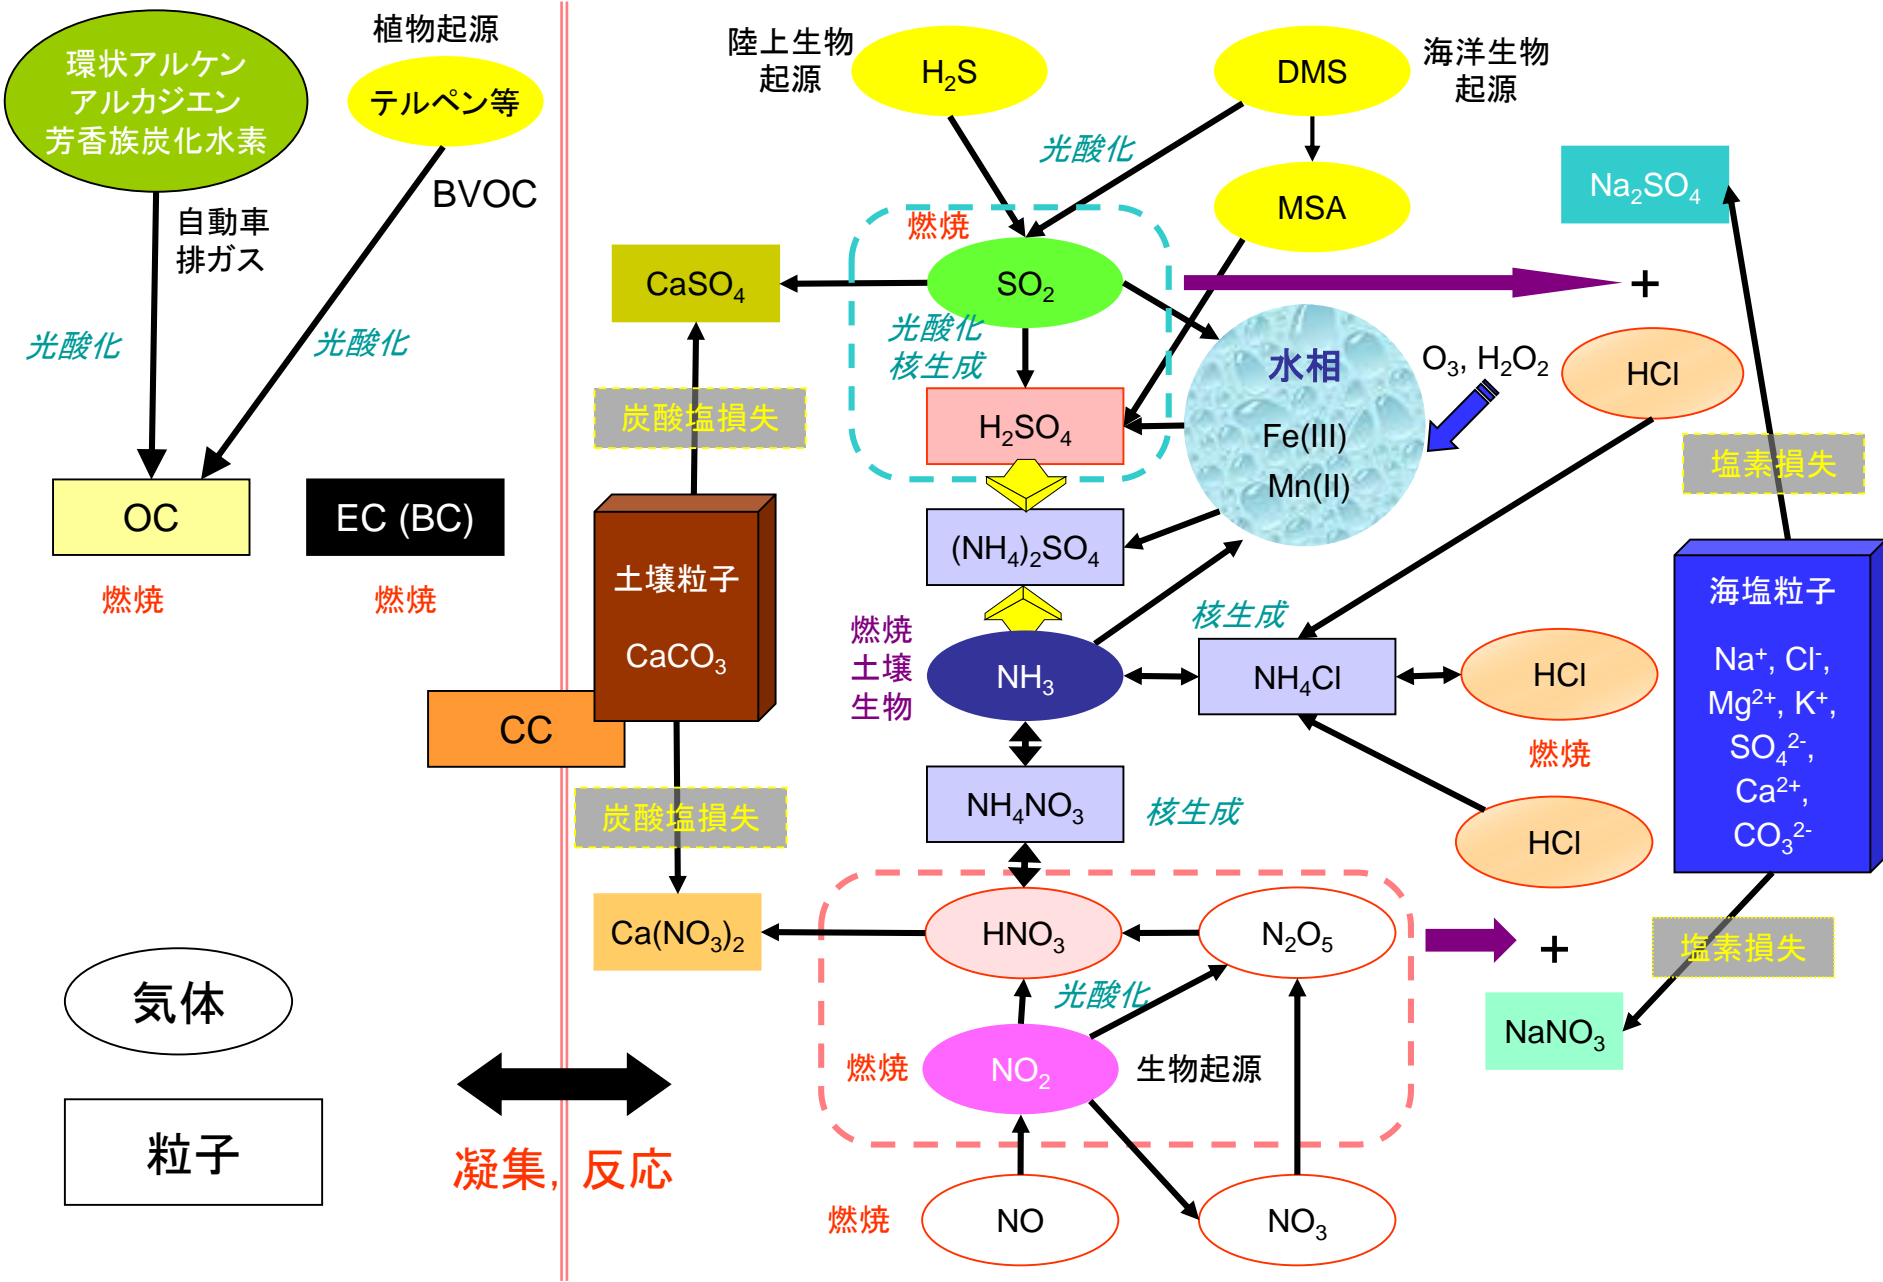 環状アルケン
アルカジエン
芳香族炭化水素
植物起源
テルペン等
BVOC
自動車
排ガス
光酸化
光酸化
OC
EC (BC)
燃焼
燃焼
CC
気体
粒子
凝集, 反応
陸上生物
起源
H₂S
DMS
海洋生物
起源
光酸化
MSA
Na₂SO₄
燃焼
SO₂
CaSO₄
+
光酸化
核生成
水相
Fe(III)
Mn(II)
O₃, H₂O₂
HCl
炭酸塩損失
H₂SO₄
塩素損失
(NH₄)₂SO₄
土壌粒子
CaCO₃
海塩粒子
Na⁺, Cl⁻,
Mg²⁺, K⁺,
SO₄²⁻,
Ca²⁺,
CO₃²⁻
燃焼
土壌
生物
NH₃
核生成
NH₄Cl
HCl
燃焼
HCl
NH₄NO₃
核生成
炭酸塩損失
Ca(NO₃)₂
HNO₃
N₂O₅
+
塩素損失
光酸化
NaNO₃
燃焼
NO₂
生物起源
燃焼
NO
NO₃